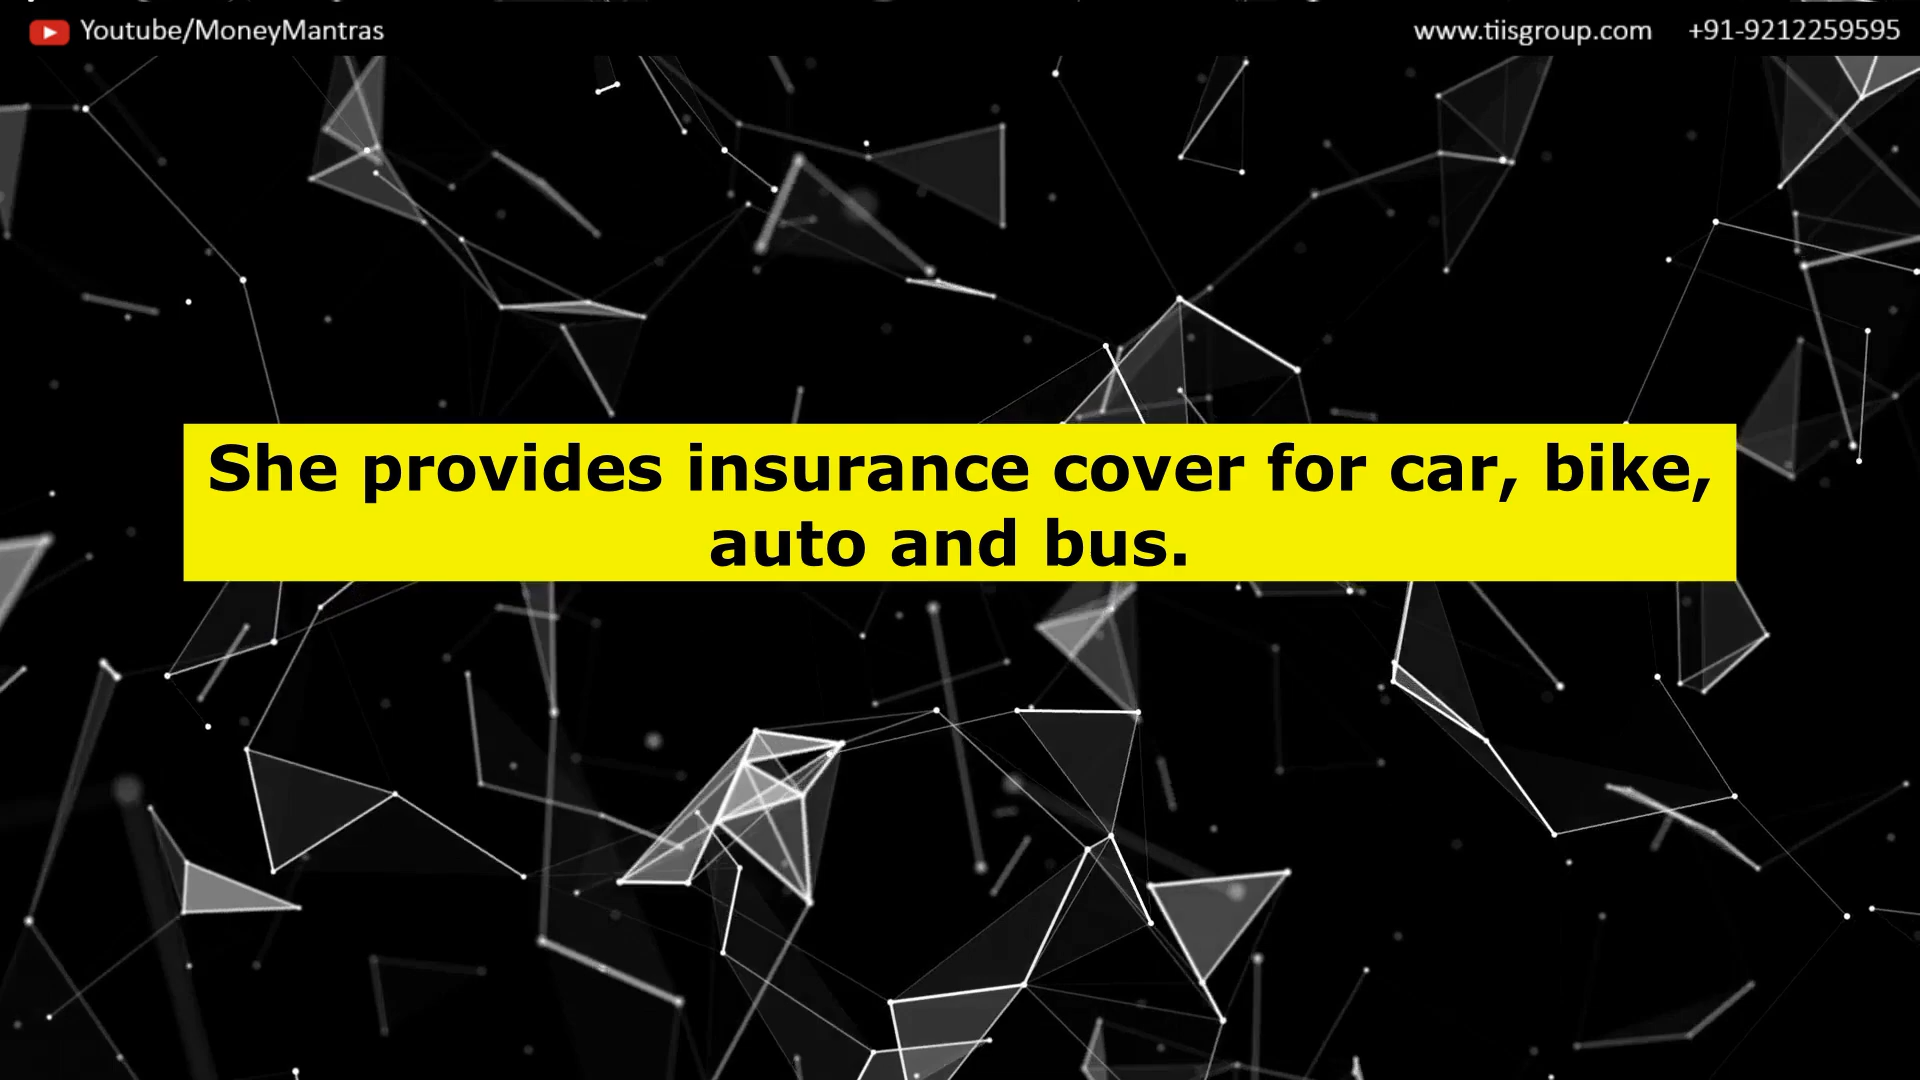 Youtube/MoneyMantras www.tiisgroup.com +91-9212259595
She provides insurance cover for car, bike,
auto and bus.